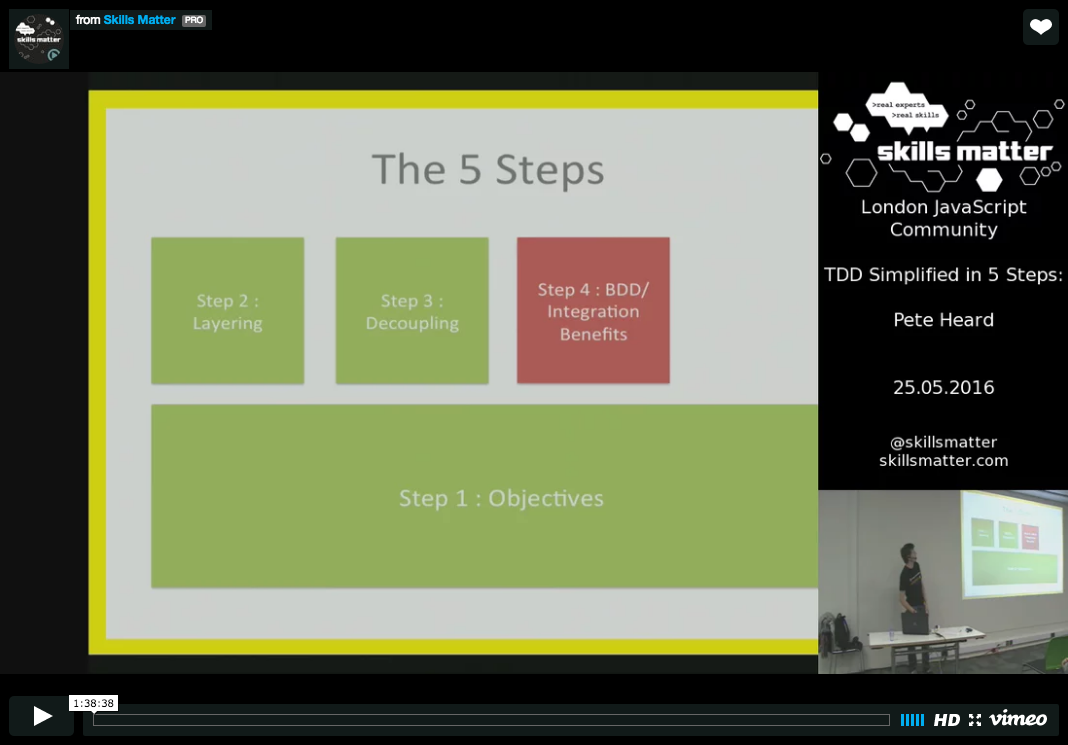 from Skills Matter PRO
skills matter
>real experts
>real skills
skills matter
London JavaScript
Community
TDD Simplified in 5 Steps:
Pete Heard
25.05.2016
@skillsmatter
skillsmatter.com
The 5 Steps
Step 2 :
Layering
Step 3 :
Decoupling
Step 4 : BDD/
Integration
Benefits
Step 1 : Objectives
1:38:38
HD
vimeo